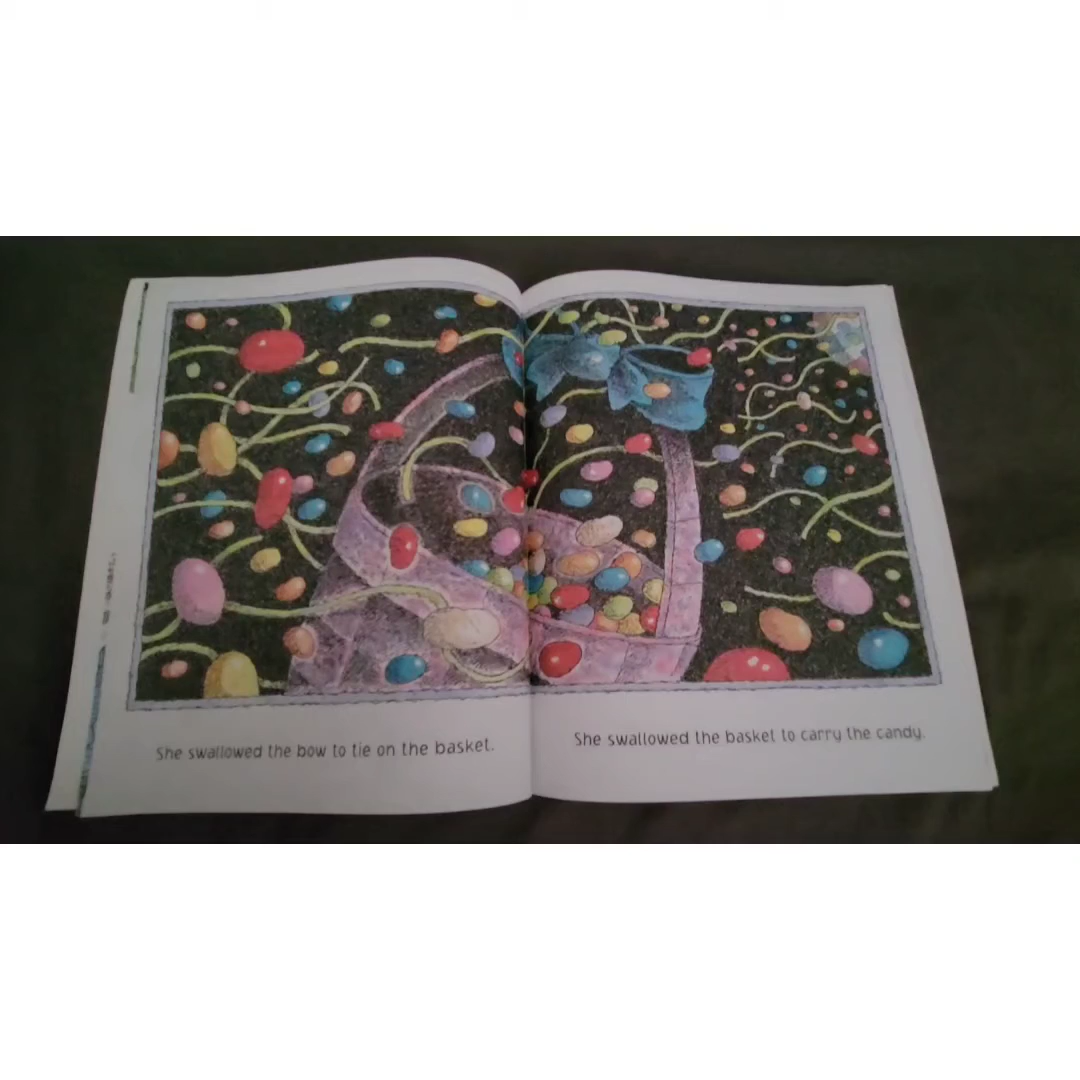 She swallowed the bow to tie on the basket.
She swallowed the basket to carry the candy.